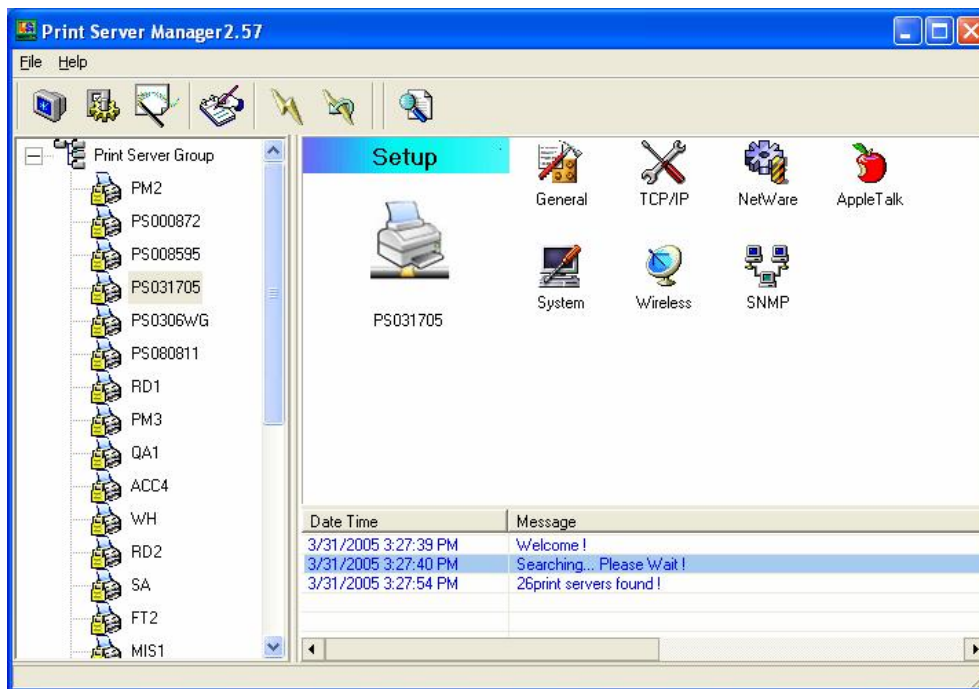 Print Server Manager2.57
File Help
Print Server Group
PM2
PS000872
PS008595
PS031705
PS0306WG
PS080811
RD1
PM3
QA1
ACC4
WH
RD2
SA
FT2
MIS1
Setup
PS031705
General
TCP/IP
NetWare
AppleTalk
System
Wireless
SNMP
Date Time Message
3/31/2005 3:27:39 PM Welcome !
3/31/2005 3:27:40 PM Searching... Please Wait !
3/31/2005 3:27:54 PM 26print servers found !